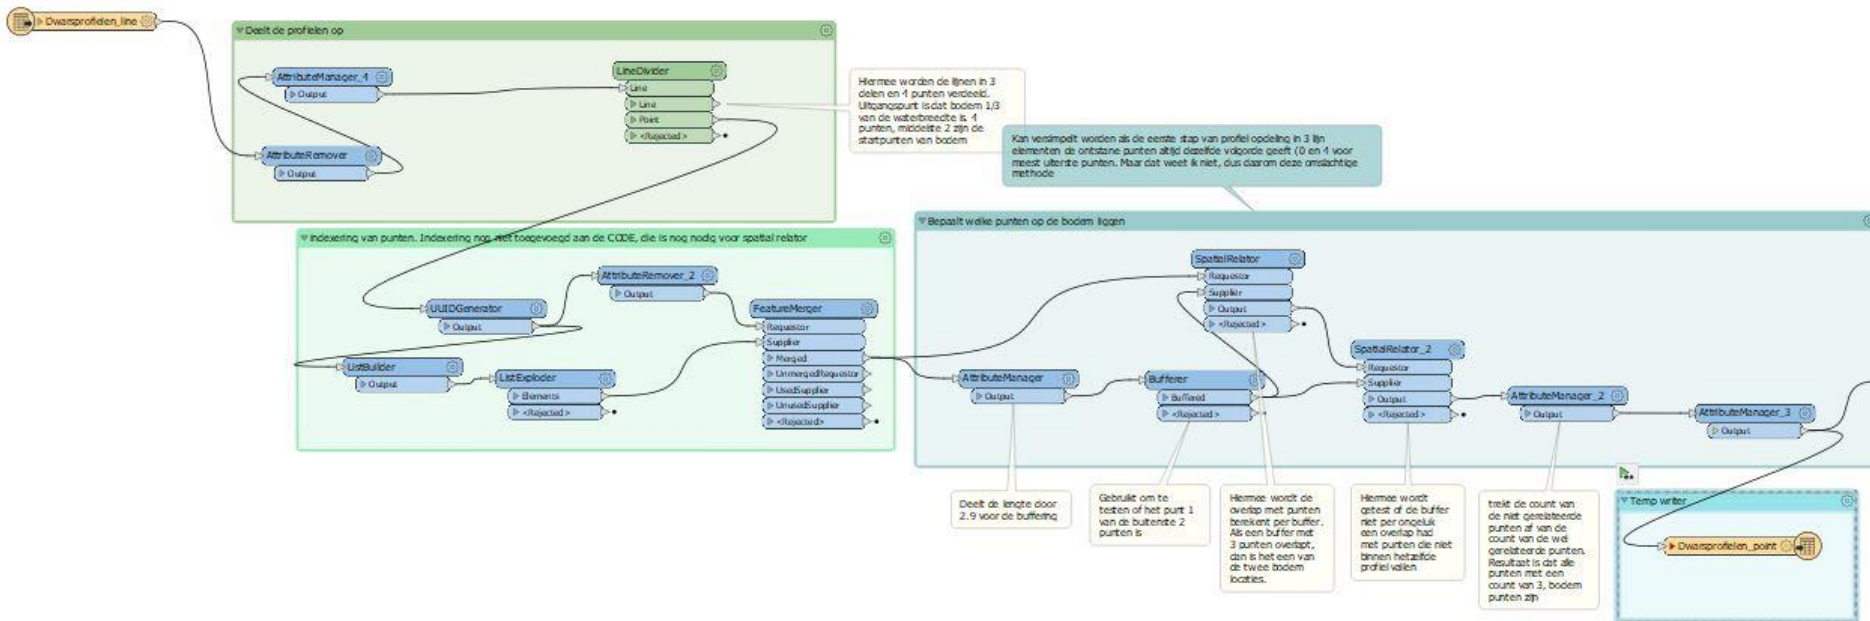 Dwarsprofielen_line
Deelt de profielen op
AttributeManager_4
Output
AttributeRemover
Output
LineDivider
Line
Line
Point
<Rejected>
Hiermee worden de lijnen in 3
delen en 4 punten verdeeld.
Uitgangspunt is dat bodem 1/3
van de waterbreedte is. 4
punten, middelste 2 zijn de
startpunten van bodem
Kan versimpelt worden als de eerste stap van profiel opdeling in 3 lijn
elementen de ontstane punten altijd dezelfde volgorde geeft (0 en 4 voor
meest uiterste punten. Maar dat weet ik niet, dus daarom deze omslachtige
methode
Indexering van punten. Indexering nog niet toegevoegd aan de CODE, die is nog nodig voor spatial relator
UUIDGenerator
Output
AttributeRemover_2
Output
ListBuilder
Output
ListExploder
Elements
<Rejected>
FeatureMerger
Requestor
Supplier
Merged
UnmergedRequestor
UsedSupplier
UnusedSupplier
<Rejected>
Bepaalt welke punten op de bodem liggen
SpatialRelator
Requestor
Supplier
Output
<Rejected>
AttributeManager
Output
Bufferer
Buffered
<Rejected>
SpatialRelator_2
Requestor
Supplier
Output
<Rejected>
AttributeManager_2
Output
AttributeManager_3
Output
Deelt de lengte door
2.9 voor de buffering
Gebruikt om te
testen of het punt 1
van de buitenste 2
punten is
Hiermee wordt de
overlap met punten
berekent per buffer.
Als een buffer met
3 punten overlapt,
dan is het een van
de twee bodem
locaties.
Hiermee wordt
getest of de buffer
niet per ongeluk
een overlap had
met punten die niet
binnen hetzelfde
profiel vallen
trekt de count van
de niet gerelateerde
punten af van de
count van de wel
gerelateerde punten.
Resultaat is dat alle
punten met een
count van 3, bodem
punten zijn
Temp writer
Dwarsprofielen_point